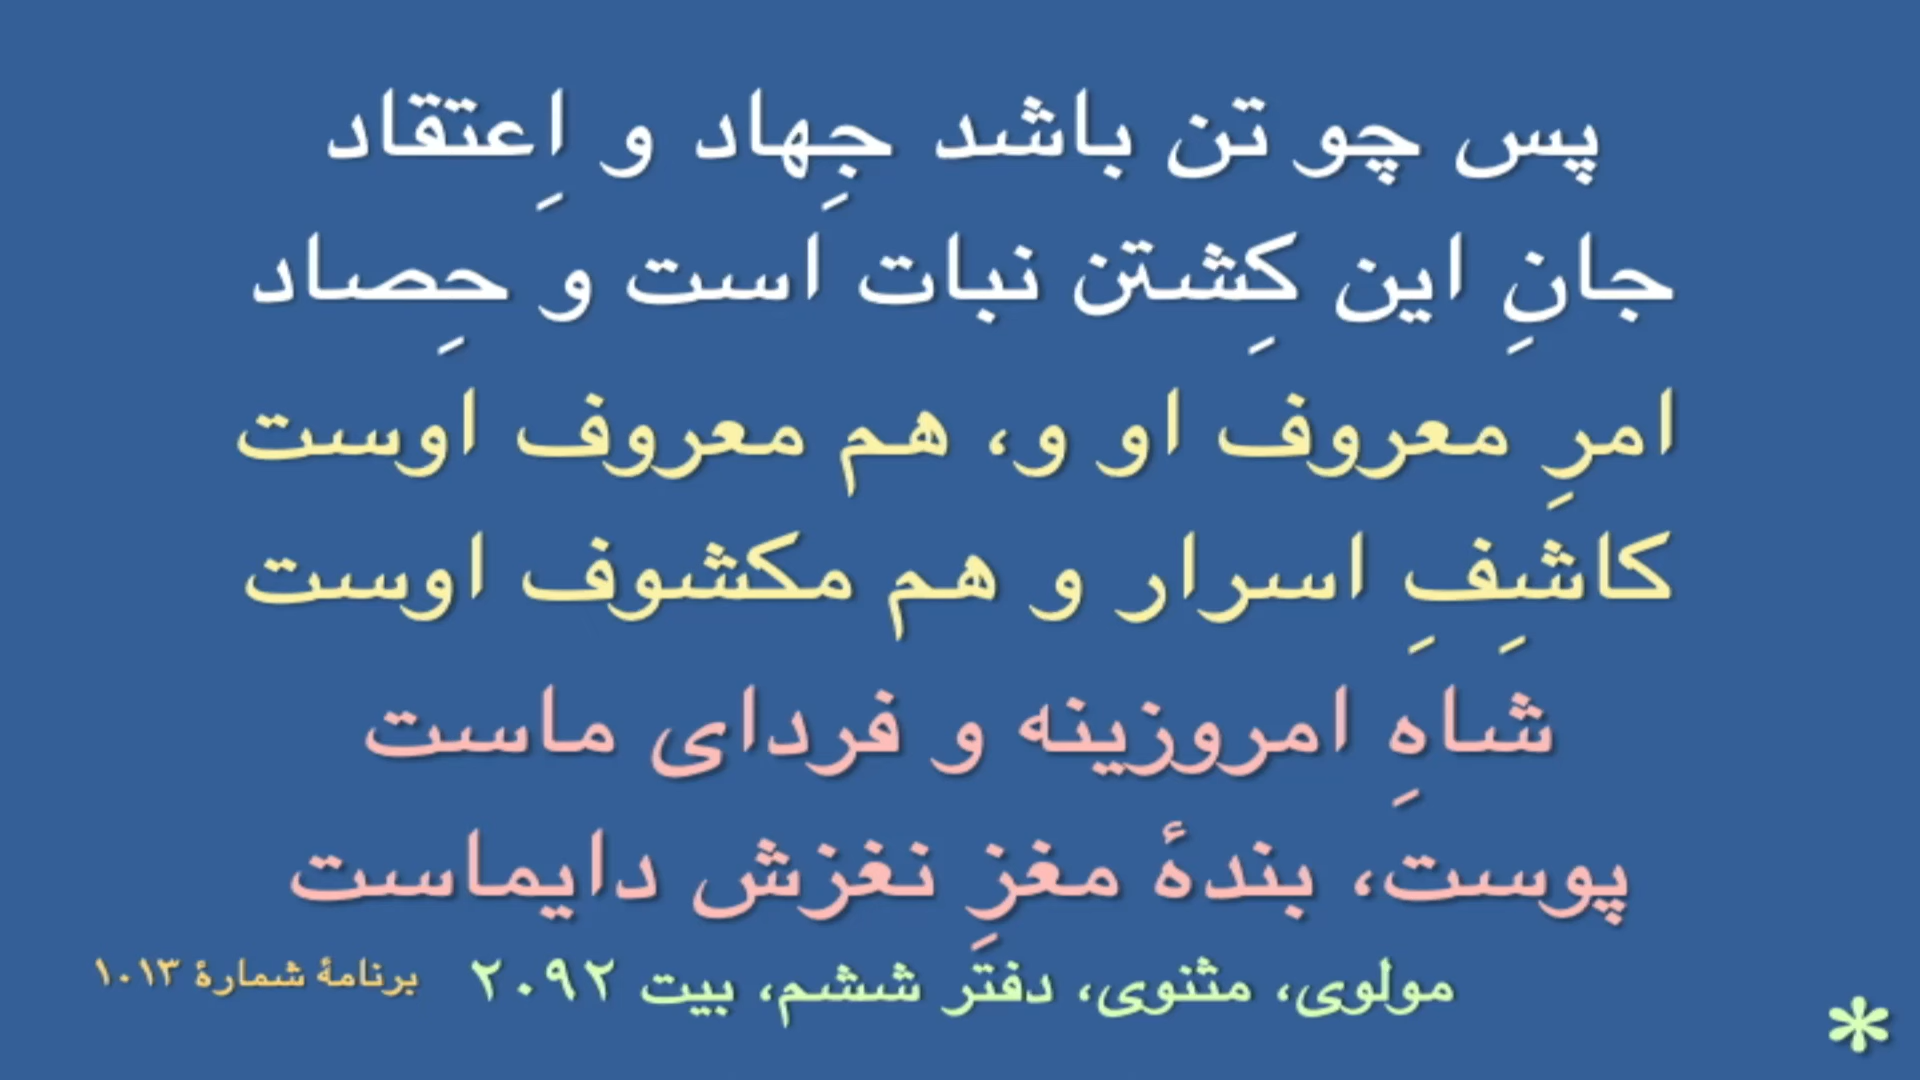 پس چو تن باشد جِهاد و اِعتقاد
جانِ این کِشتن نبات است و حِصاد
امرِ معروف او و، هم معروف اوست
کاشِفِ اسرار و هم مکشوف اوست
شاهِ امروزینه و فردای ماست
پوست، بندهٔ مغزِ نغزش دایماست
مولوی، مثنوی، دفتر ششم، بیت ۲۰۹۲
برنامهٔ شمارهٔ ۱۰۱۳
*